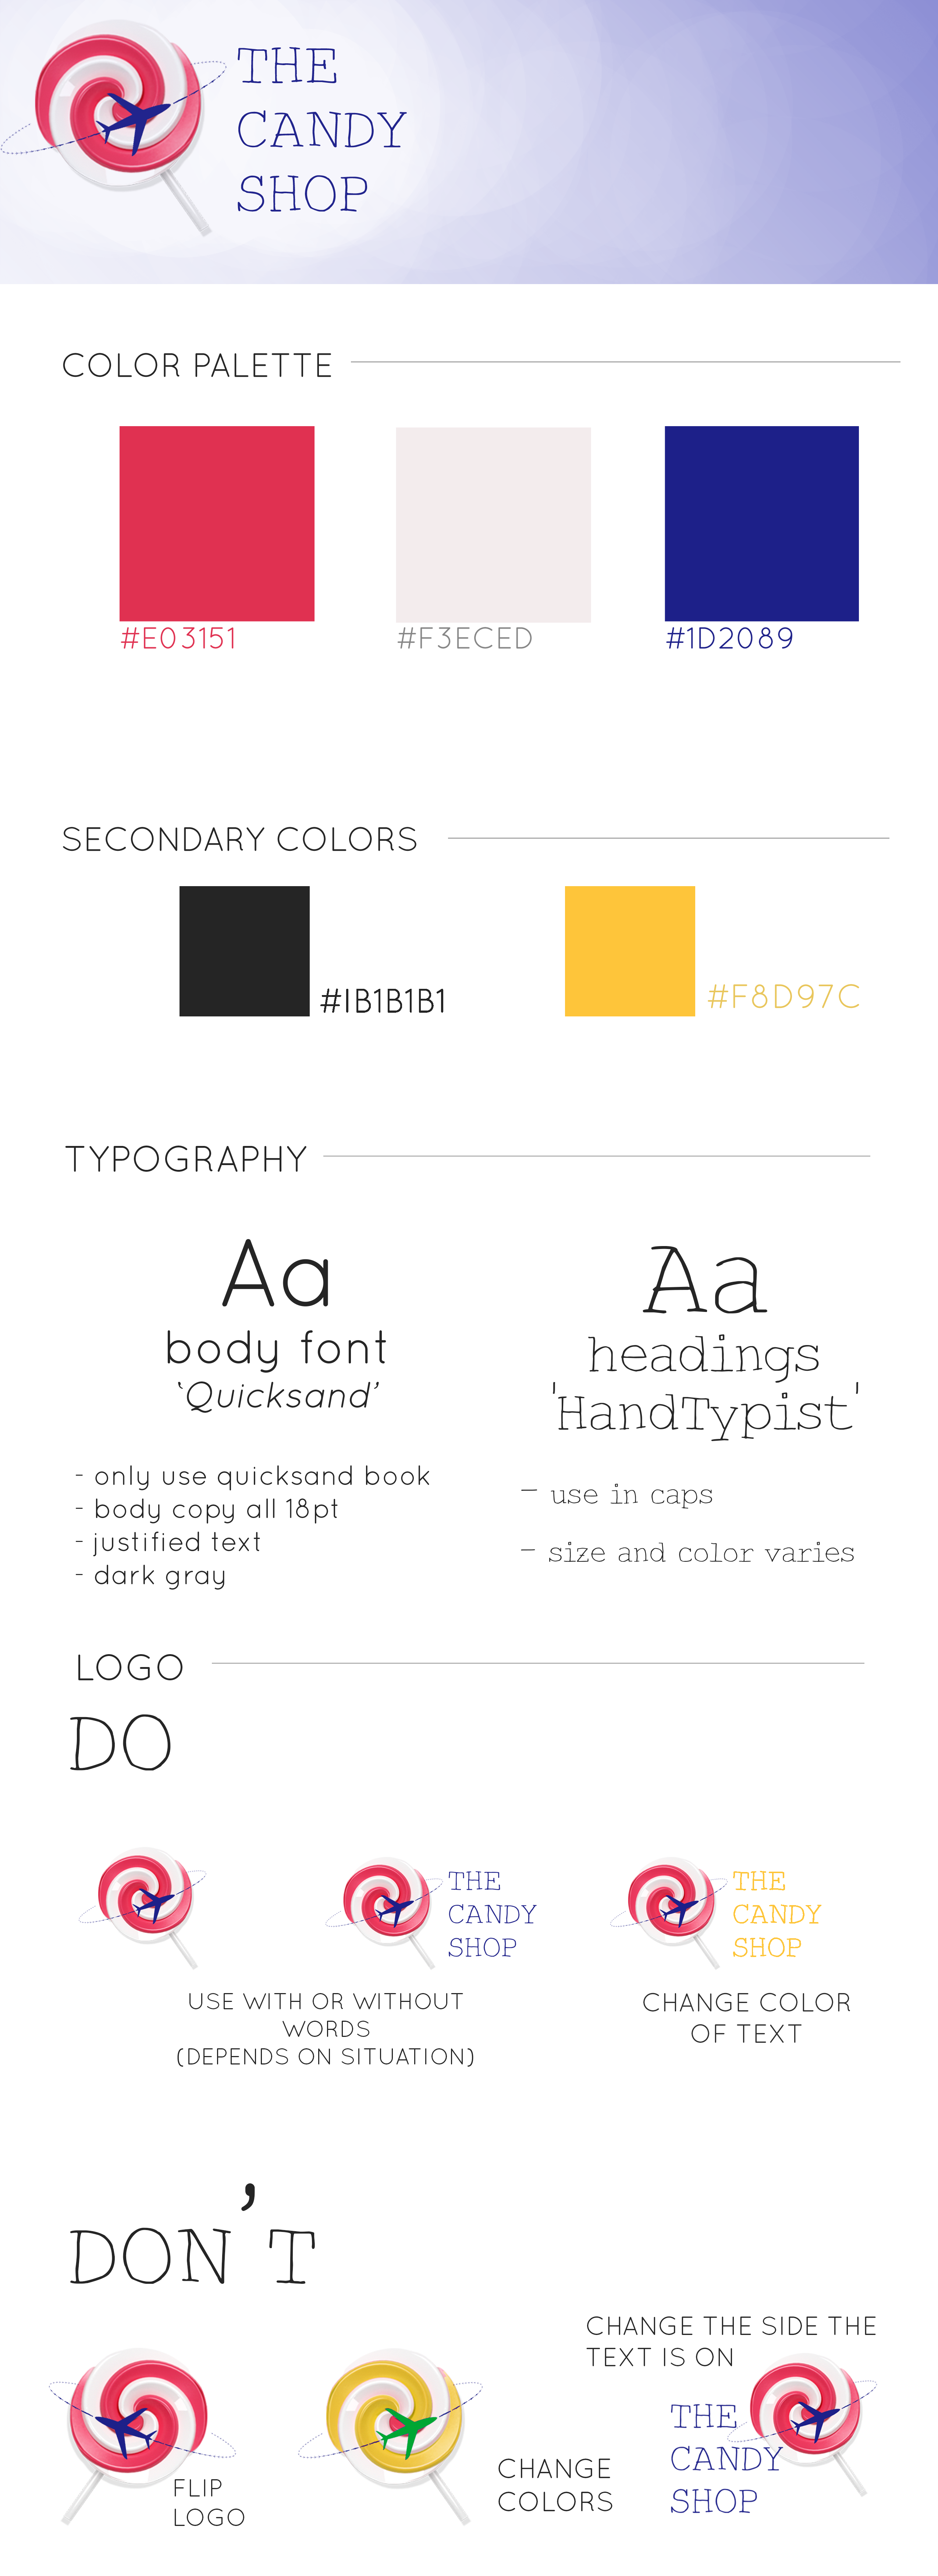 THE
CANDY
SHOP
COLOR PALETTE
#E03151
#F3ECED
#1D2089
SECONDARY COLORS
#IB1B1B1
#F8D97C
TYPOGRAPHY
Aa
body font
‘Quicksand’
- only use quicksand book
- body copy all 18pt
- justified text
- dark gray
Aa
headings
'HandTypist'
- use in caps
- size and color varies
LOGO
DO
THE
CANDY
SHOP
USE WITH OR WITHOUT
WORDS
(DEPENDS ON SITUATION)
THE
CANDY
SHOP
CHANGE COLOR
OF TEXT
DON’T
FLIP
LOGO
CHANGE
COLORS
CHANGE THE SIDE THE
TEXT IS ON
THE
CANDY
SHOP